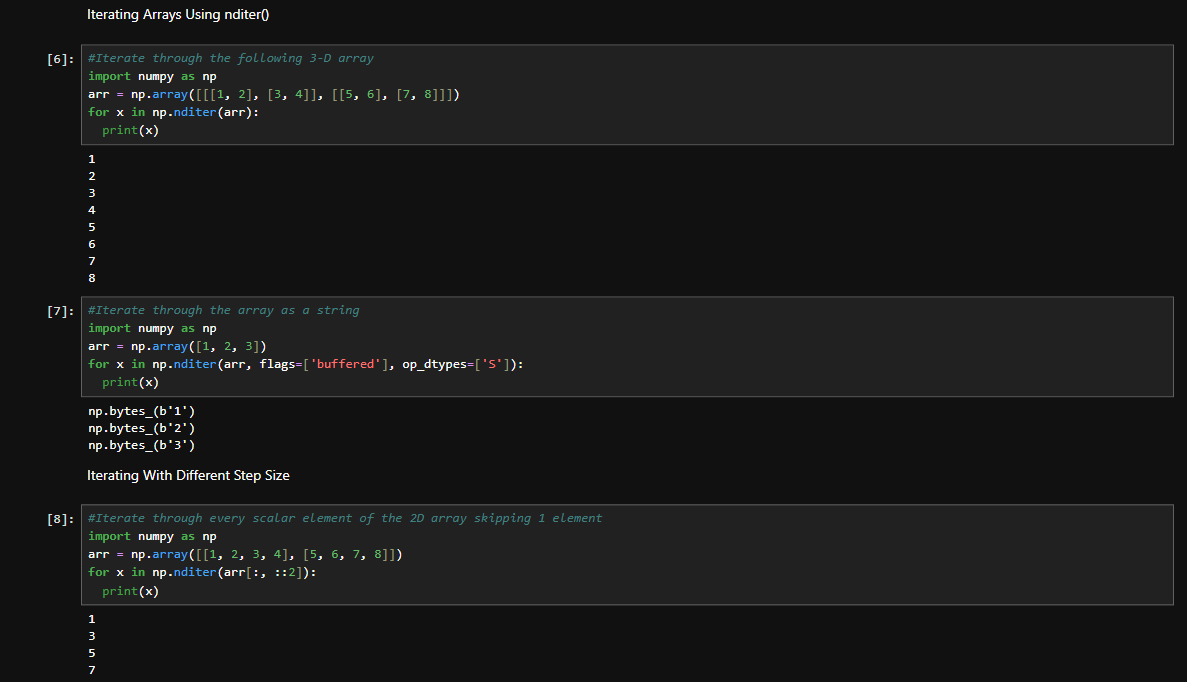 Iterating Arrays Using nditer()
[6]: #Iterate through the following 3-D array
import numpy as np
arr = np.array([[[1, 2], [3, 4]], [[5, 6], [7, 8]]])
for x in np.nditer(arr):
  print(x)
1
2
3
4
5
6
7
8
[7]: #Iterate through the array as a string
import numpy as np
arr = np.array([1, 2, 3])
for x in np.nditer(arr, flags=['buffered'], op_dtypes=['S']):
  print(x)
np.bytes_(b'1')
np.bytes_(b'2')
np.bytes_(b'3')
Iterating With Different Step Size
[8]: #Iterate through every scalar element of the 2D array skipping 1 element
import numpy as np
arr = np.array([[1, 2, 3, 4], [5, 6, 7, 8]])
for x in np.nditer(arr[:, ::2]):
  print(x)
1
3
5
7